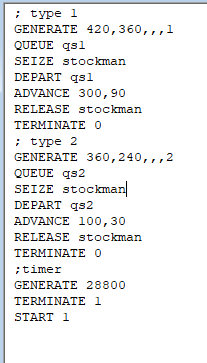 ; type 1
GENERATE 420,360,,,1
QUEUE qs1
SEIZE stockman
DEPART qs1
ADVANCE 300,90
RELEASE stockman
TERMINATE 0
; type 2
GENERATE 360,240,,,2
QUEUE qs2
SEIZE stockman
DEPART qs2
ADVANCE 100,30
RELEASE stockman
TERMINATE 0
;timer
GENERATE 28800
TERMINATE 1
START 1